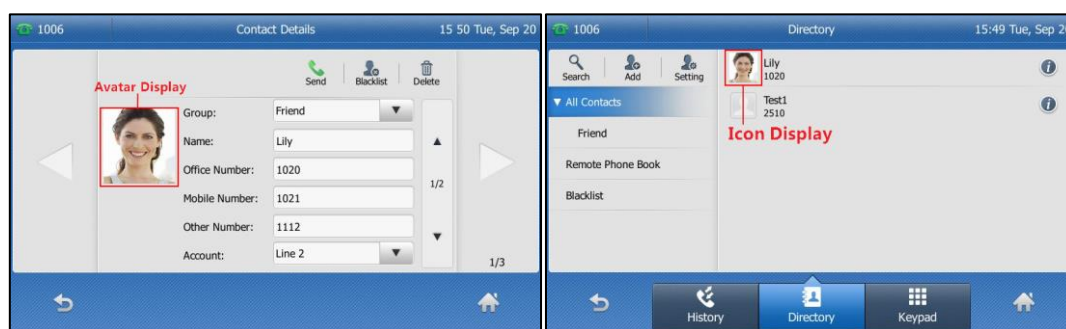 1006 Contact Details 15 50 Tue, Sep 20
Send Blacklist Delete
Avatar Display
Group: Friend
Name: Lily
Office Number: 1020
1/2
Mobile Number: 1021
Other Number: 1112
Account: Line 2
1/3
1006 Directory 15:49 Tue, Sep 20
Search Add Setting
Lily
1020
All Contacts
Test1
2510
Icon Display
Friend
Remote Phone Book
Blacklist
History Directory Keypad